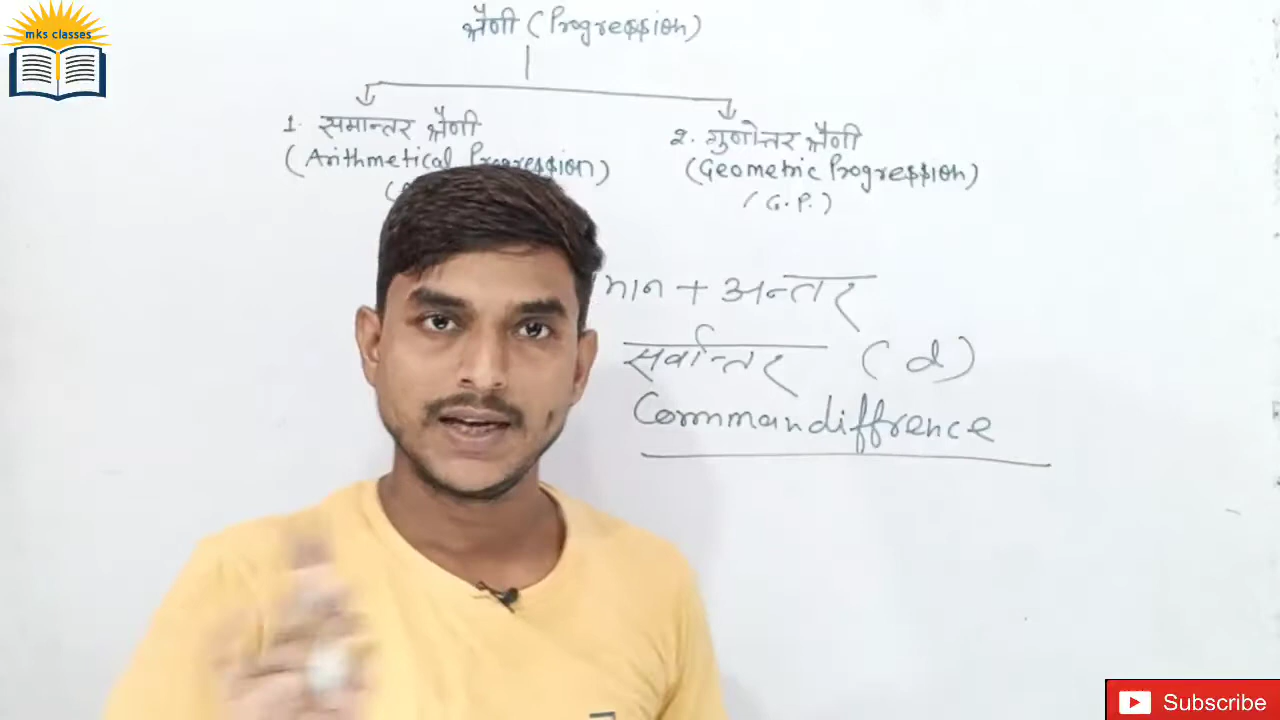 mks classes
श्रैणी (Progression)
1. समान्तर श्रैणी
(Arithmetical Progression)
2. गुणोत्तर श्रैणी
(Geometric Progression)
(G.P.)
मान + अन्तर
सर्वान्तर (d)
Commandiffrence
Subscribe